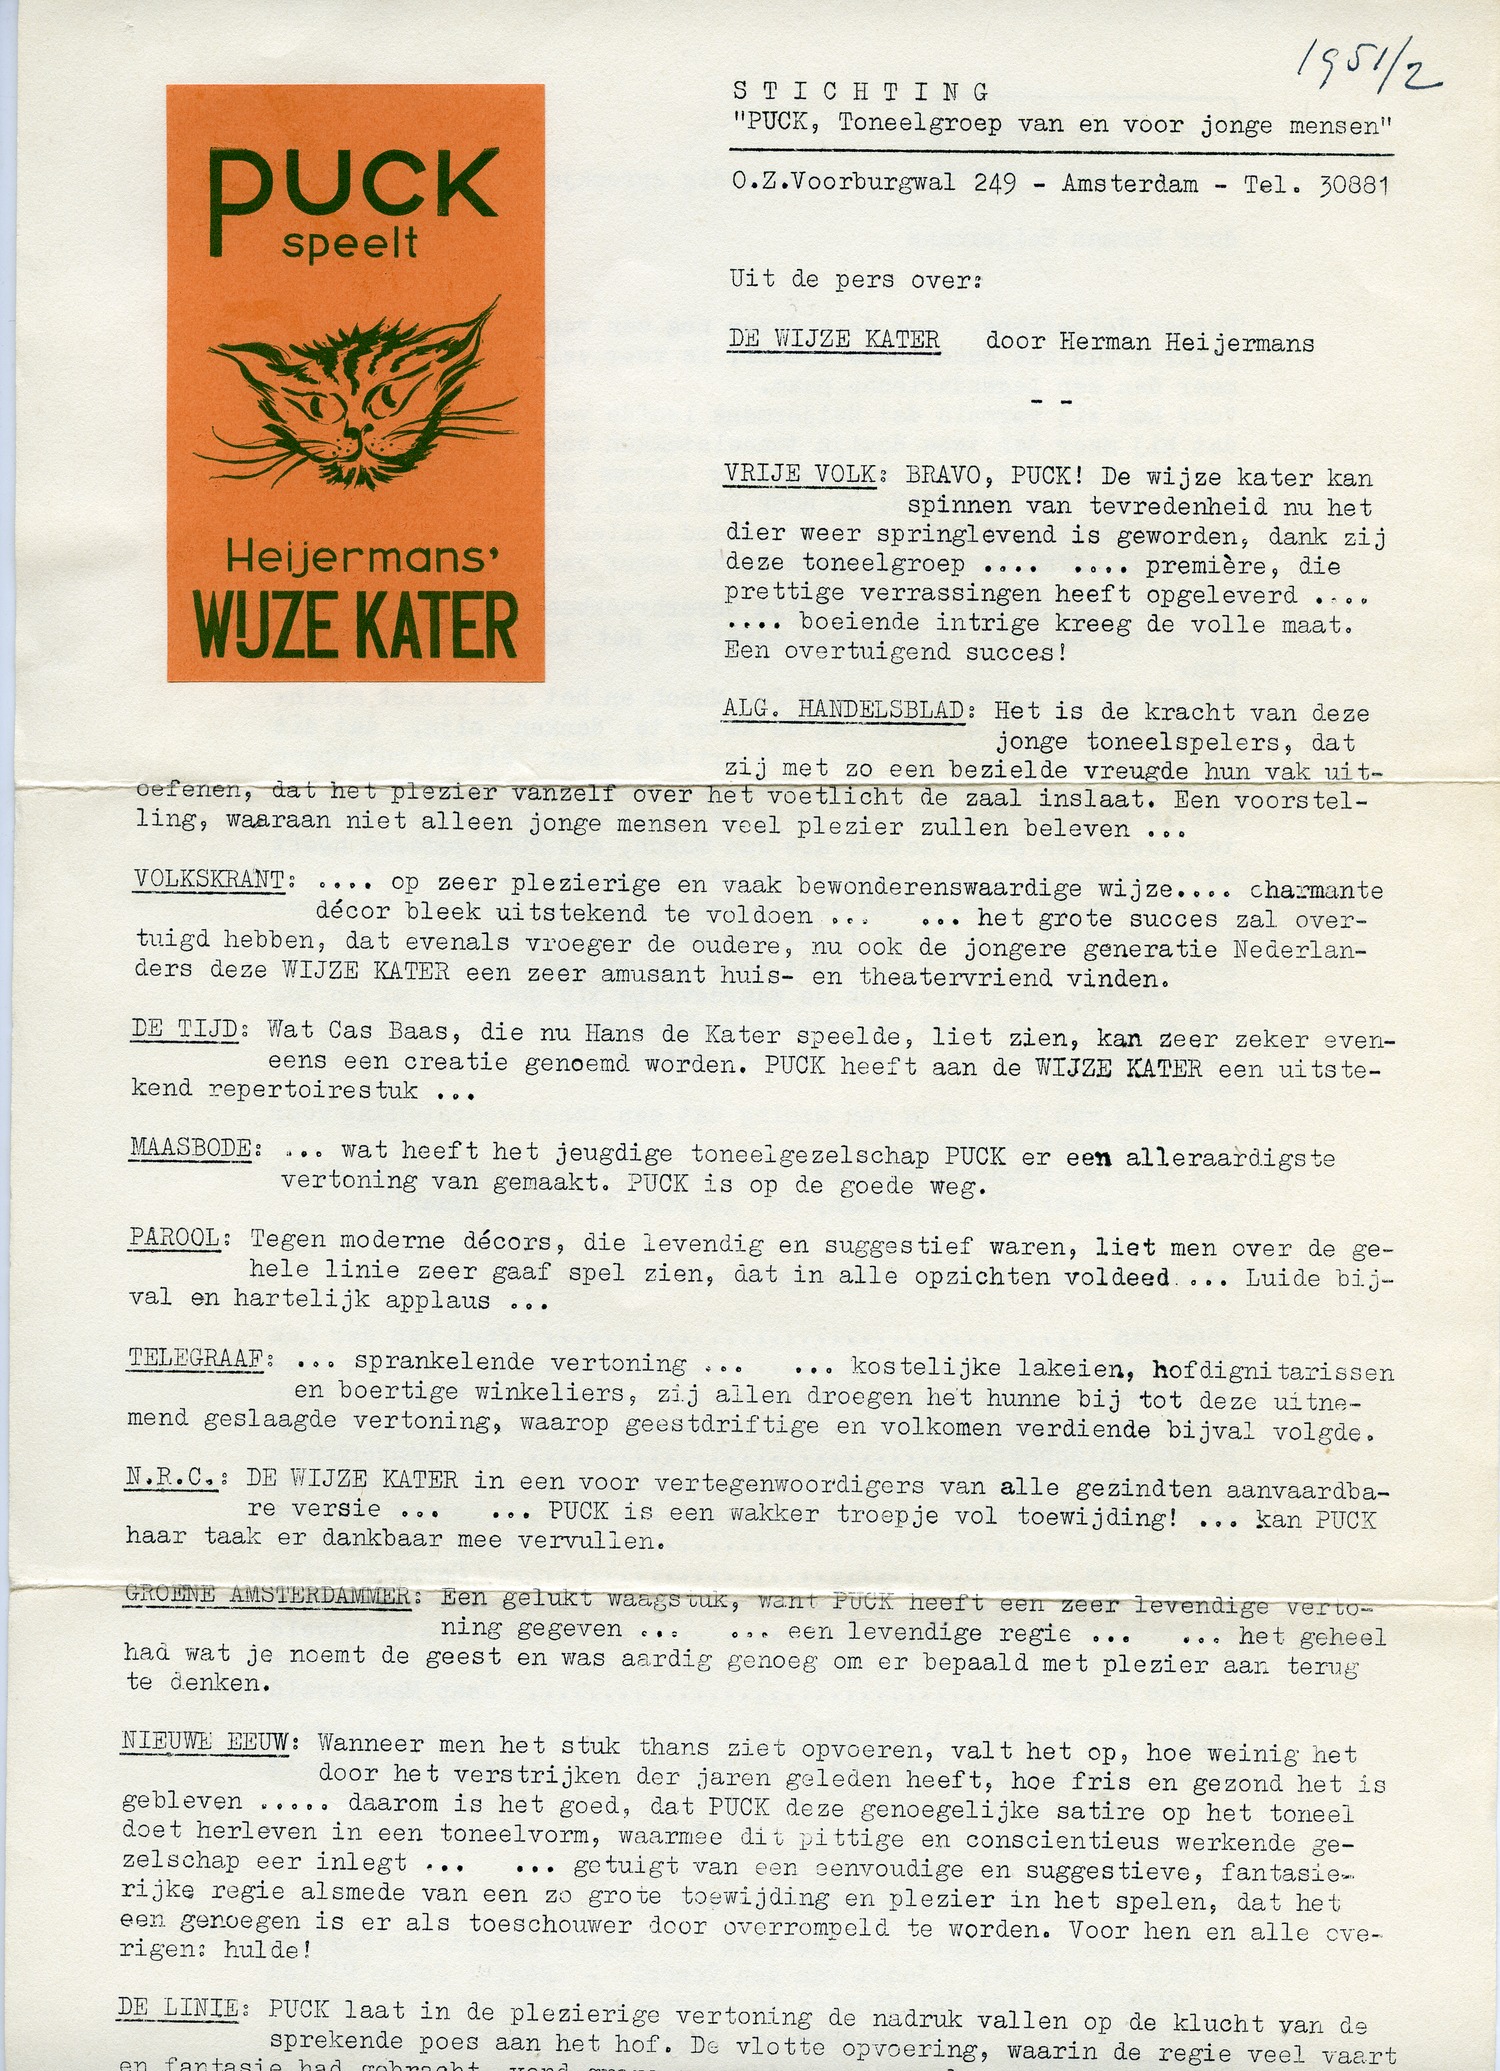 1951/2
PUCK
speelt
Heijermans'
WIJZE KATER
STICHTING
"PUCK, Toneelgroep van en voor jonge mensen"
O.Z.Voorburgwal 249 - Amsterdam - Tel. 30881
Uit de pers over:
DE WIJZE KATER door Herman Heijermans
- -
VRIJE VOLK: BRAVO, PUCK! De wijze kater kan
spinnen van tevredenheid nu het
dier weer springlevend is geworden, dank zij
deze toneelgroep .... .... première, die
prettige verrassingen heeft opgeleverd ....
.... boeiende intrige kreeg de volle maat.
Een overtuigend succes!
ALG. HANDELSBLAD: Het is de kracht van deze
jonge toneelspelers, dat
zij met zo een bezielde vreugde hun vak uit-
oefenen, dat het plezier vanzelf over het voetlicht de zaal inslaat. Een voorstel-
ling, waaraan niet alleen jonge mensen veel plezier zullen beleven ...
VOLKSKRANT: .... op zeer plezierige en vaak bewonderenswaardige wijze.... charmante
décor bleek uitstekend te voldoen ... ... het grote succes zal over-
tuigd hebben, dat evenals vroeger de oudere, nu ook de jongere generatie Nederlan-
ders deze WIJZE KATER een zeer amusant huis- en theatervriend vinden.
DE TIJD: Wat Cas Baas, die nu Hans de Kater speelde, liet zien, kan zeer zeker even-
eens een creatie genoemd worden. PUCK heeft aan de WIJZE KATER een uitste-
kend repertoirestuk ...
MAASBODE: ... wat heeft het jeugdige toneelgezelschap PUCK er een alleraardigste
vertoning van gemaakt. PUCK is op de goede weg.
PAROOL: Tegen moderne décors, die levendig en suggestief waren, liet men over de ge-
hele linie zeer gaaf spel zien, dat in alle opzichten voldeed ... Luide bij-
val en hartelijk applaus ...
TELEGRAAF: ... sprankelende vertoning ... ... kostelijke lakeien, hofdignitarissen
en boertige winkeliers, zij allen droegen het hunne bij tot deze uitne-
mend geslaagde vertoning, waarop geestdriftige en volkomen verdiende bijval volgde.
N.R.C.: DE WIJZE KATER in een voor vertegenwoordigers van alle gezindten aanvaardba-
re versie ... ... PUCK is een wakker troepje vol toewijding! ... kan PUCK
haar taak er dankbaar mee vervullen.
GROENE AMSTERDAMMER: Een gelukt waagstuk, want PUCK heeft een zeer levendige verto-
ning gegeven ... ... een levendige regie ... ... het geheel
had wat je noemt de geest en was aardig genoeg om er bepaald met plezier aan terug
te denken.
NIEUWE EEUW: Wanneer men het stuk thans ziet opvoeren, valt het op, hoe weinig het
door het verstrijken der jaren geleden heeft, hoe fris en gezond het is
gebleven ..... daarom is het goed, dat PUCK deze genoegelijke satire op het toneel
doet herleven in een toneelvorm, waarmee dit pittige en conscientieus werkende ge-
zelschap eer inlegt ... ... getuigt van een eenvoudige en suggestieve, fantasie-
rijke regie alsmede van een zo grote toewijding en plezier in het spelen, dat het
een genoegen is er als toeschouwer door overrompeld te worden. Voor hen en alle ove-
rigen: hulde!
DE LINIE: PUCK laat in de plezierige vertoning de nadruk vallen op de klucht van de
sprekende poes aan het hof. De vlotte opvoering, waarin de regie veel vaart
en fantasie had gebracht, vond